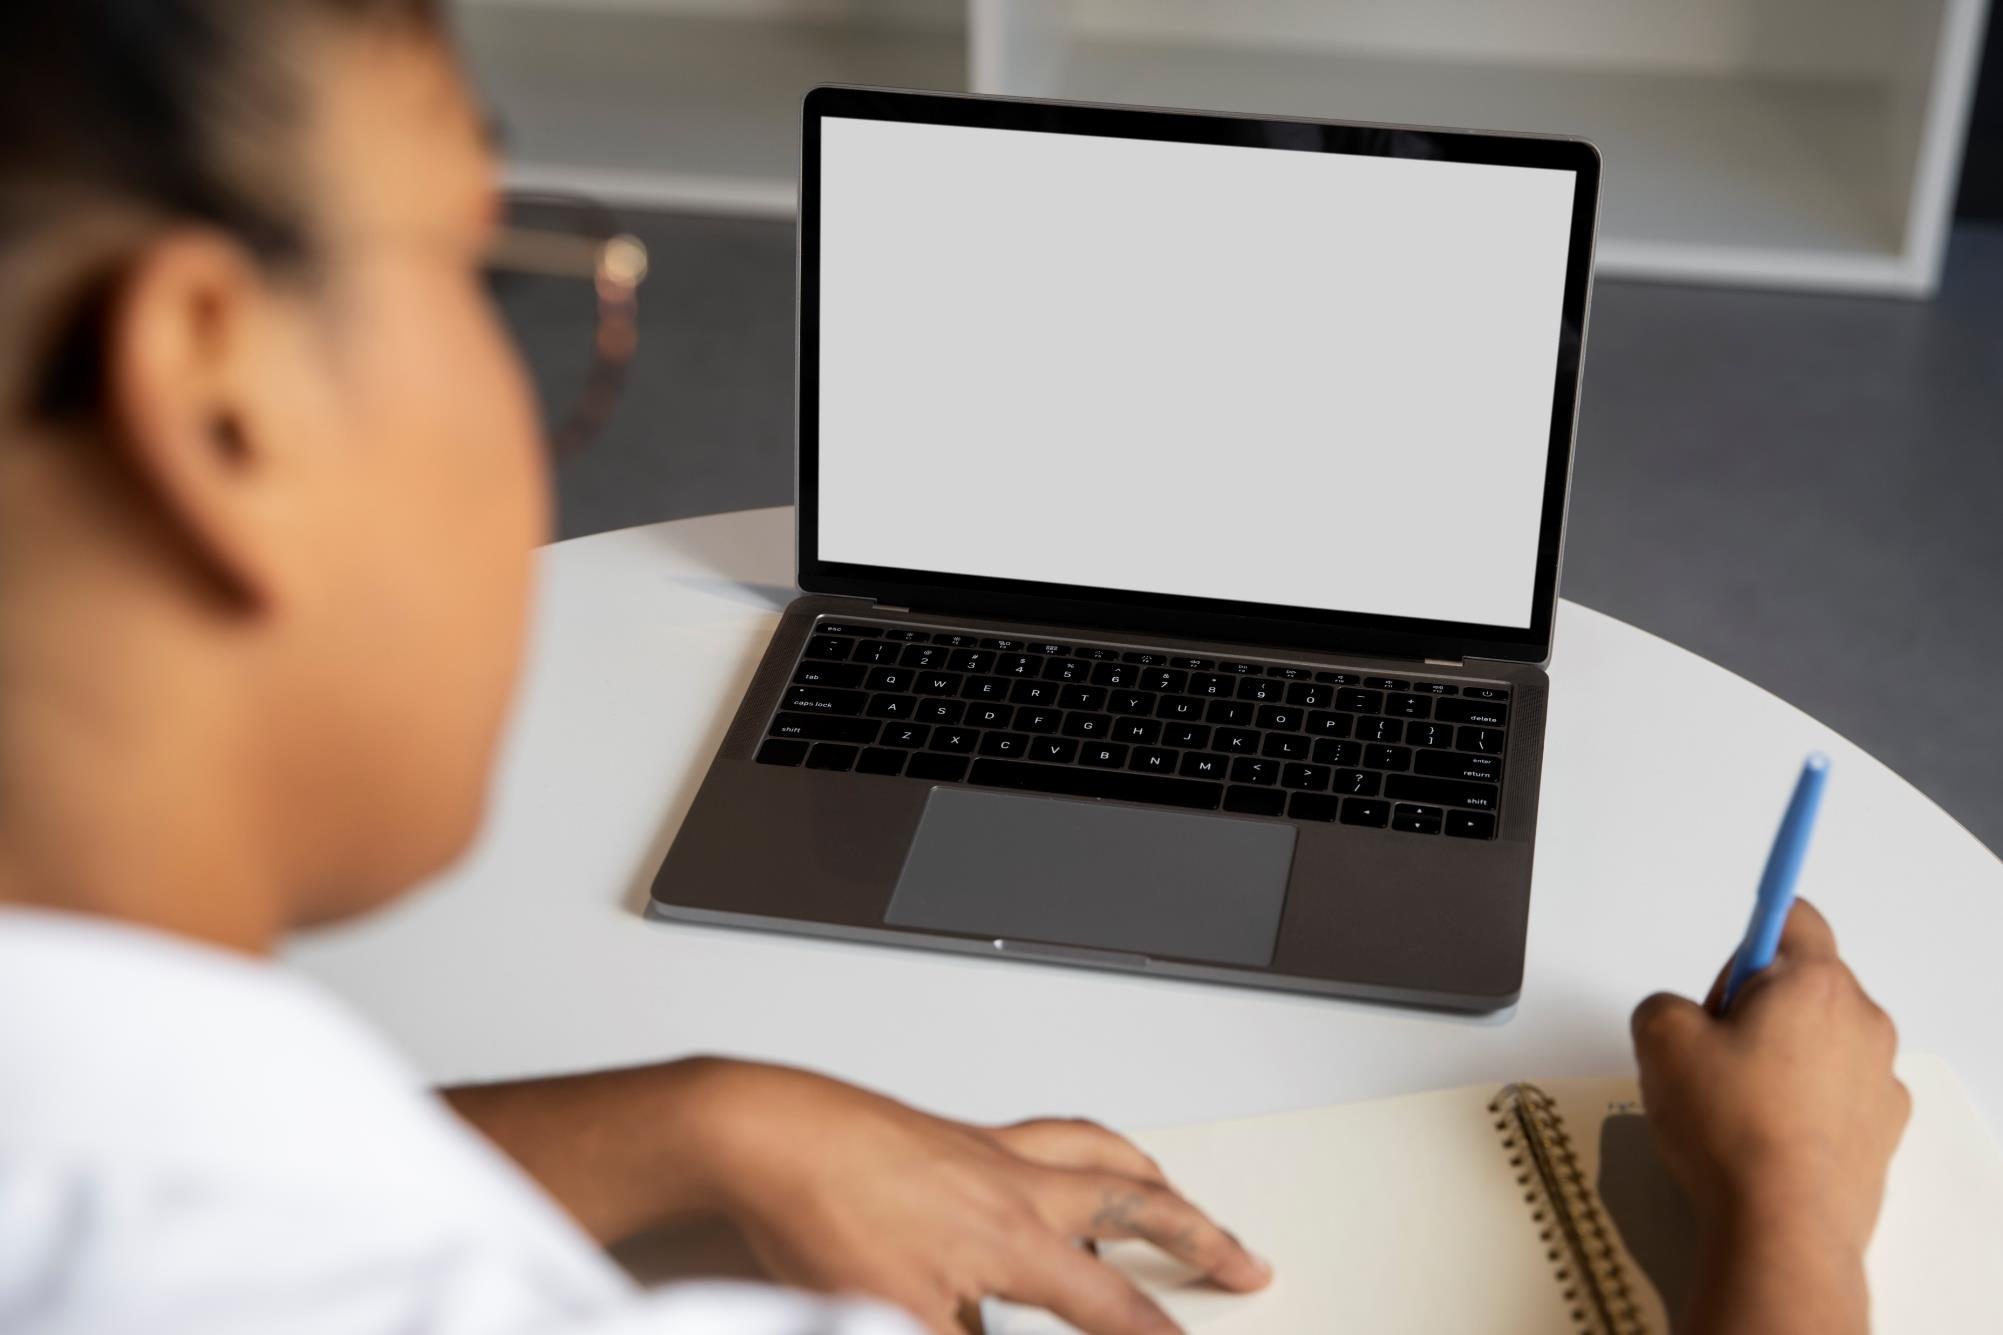 esc
~ ` ! 1 @ 2 # 3 $ 4 % 5 ^ 6 & 7 * 8 ( 9 ) 0 _ - + = delete
tab Q W E R T Y U I O P { [ } ] | \
caps lock A S D F G H J K L : ; " ' enter return
shift Z X C V B N M < , > . ? / shift